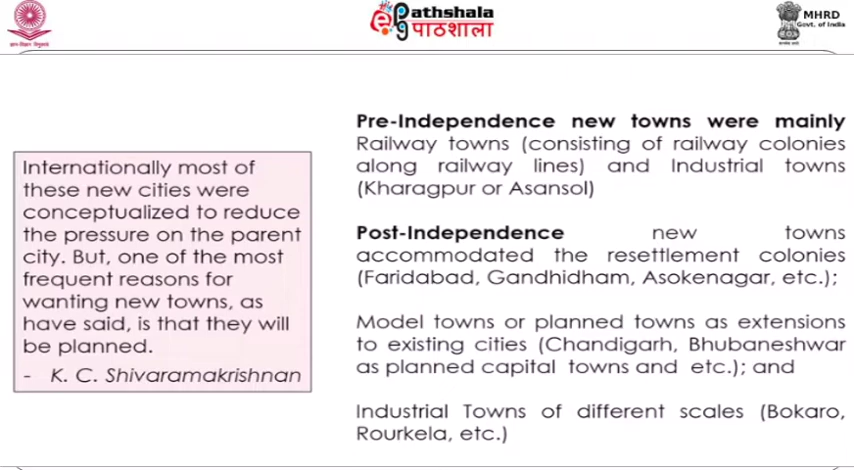 ज्ञान-विज्ञान विमुक्तये
ePathshala
पाठशाला
MHRD
Govt. of India
Internationally most of
these new cities were
conceptualized to reduce
the pressure on the parent
city. But, one of the most
frequent reasons for
wanting new towns, as
have said, is that they will
be planned.
- K. C. Shivaramakrishnan
Pre-Independence new towns were mainly
Railway towns (consisting of railway colonies
along railway lines) and Industrial towns
(Kharagpur or Asansol)
Post-Independence new towns
accommodated the resettlement colonies
(Faridabad, Gandhidham, Asokenagar, etc.);
Model towns or planned towns as extensions
to existing cities (Chandigarh, Bhubaneshwar
as planned capital towns and etc.); and
Industrial Towns of different scales (Bokaro,
Rourkela, etc.)